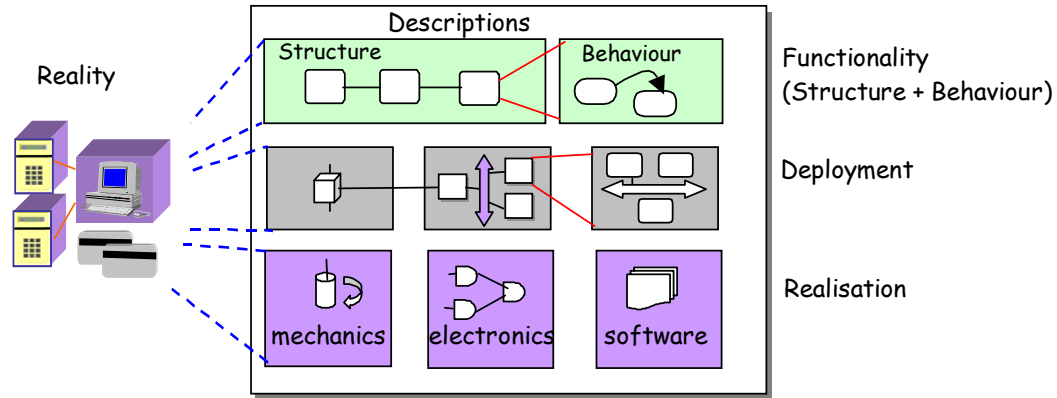 Descriptions
Reality
Structure
Behaviour
Functionality
(Structure + Behaviour)
Deployment
mechanics
electronics
software
Realisation